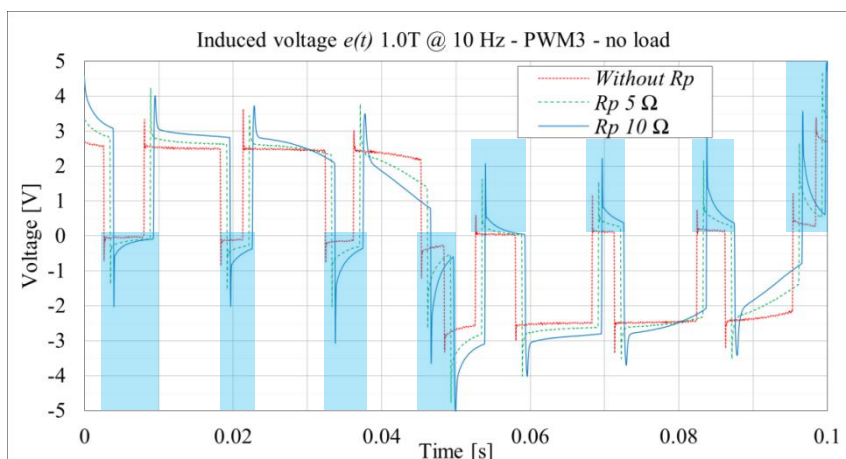 Induced voltage e(t) 1.0T @ 10 Hz - PWM3 - no load
Without Rp
Rp 5 Ω
Rp 10 Ω
Voltage [V]
5
4
3
2
1
0
-1
-2
-3
-4
-5
0
0.02
0.04
0.06
0.08
0.1
Time [s]